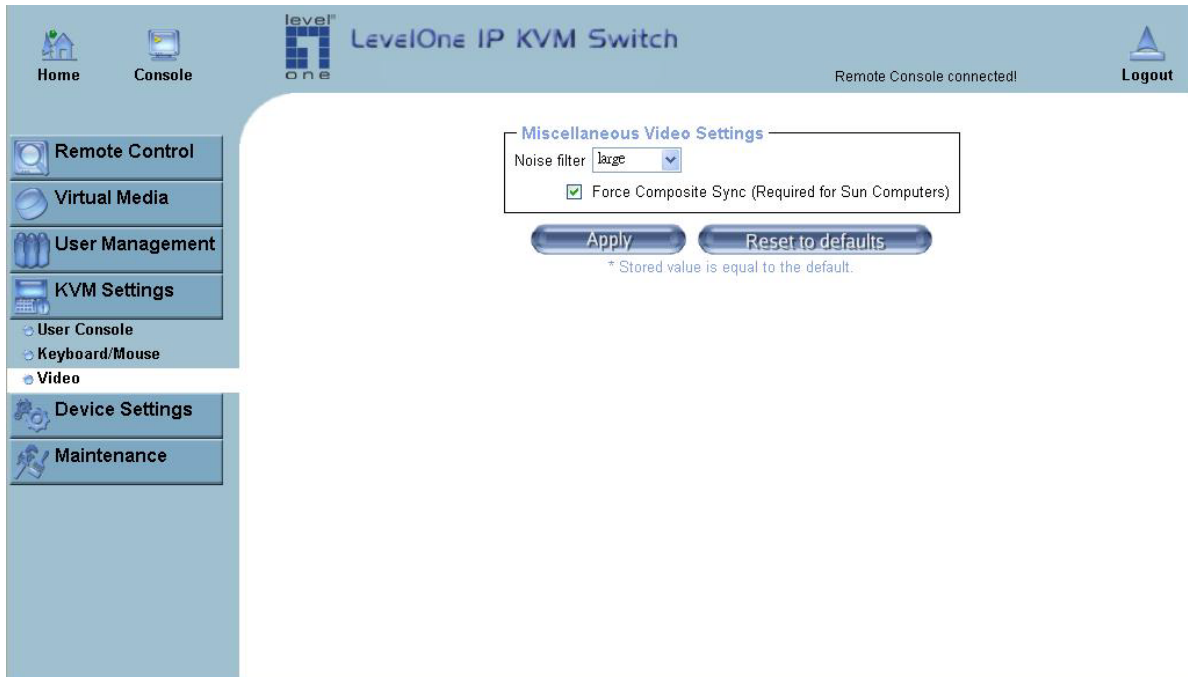 Home
Console
level one
LevelOne IP KVM Switch
Remote Console connected!
Logout
Remote Control
Virtual Media
User Management
KVM Settings
User Console
Keyboard/Mouse
Video
Device Settings
Maintenance
Miscellaneous Video Settings
Noise filter large
Force Composite Sync (Required for Sun Computers)
Apply Reset to defaults
* Stored value is equal to the default.